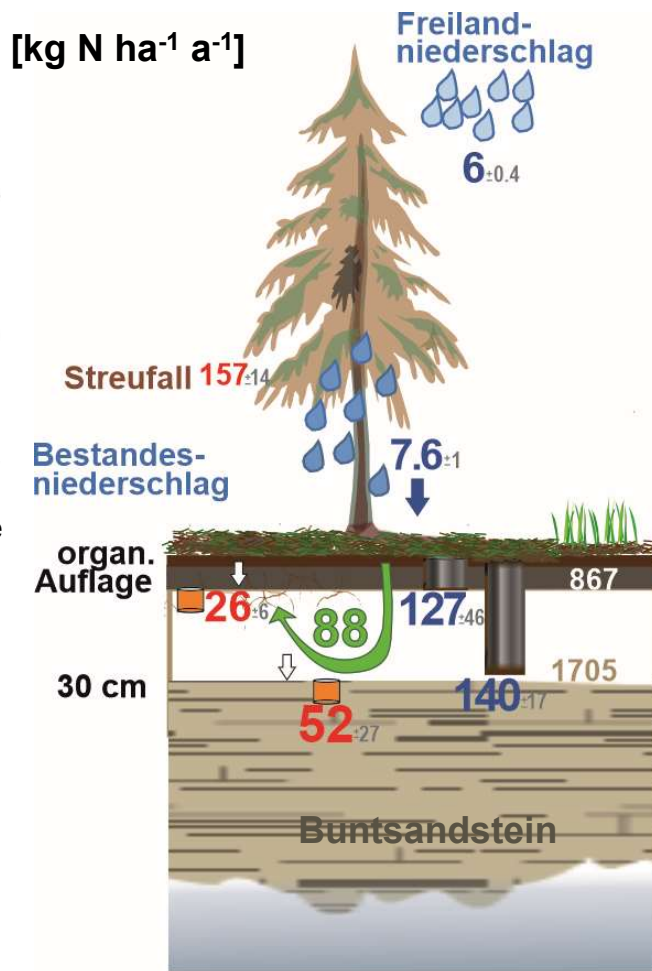 [kg N ha⁻¹ a⁻¹]
Freiland-
niederschlag
6±0.4
Streufall 157±14
Bestandes-
niederschlag
7.6±1
e
organ.
Auflage
867
26±6
88
127±46
30 cm
1705
140±17
52±27
Buntsandstein